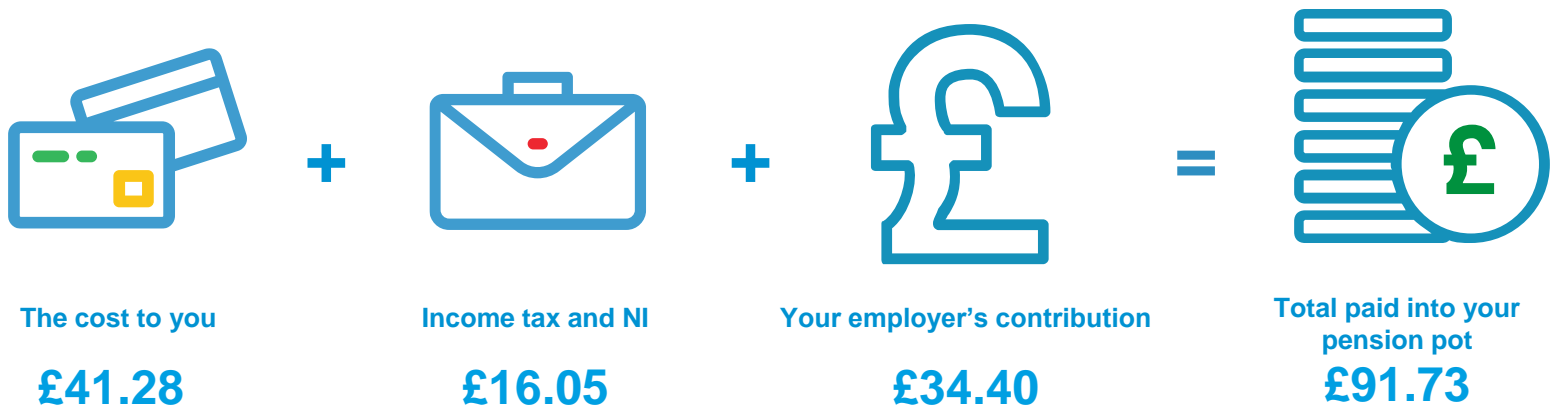 +
+
£
=
£
The cost to you
£41.28
Income tax and NI
£16.05
Your employer's contribution
£34.40
Total paid into your
pension pot
£91.73